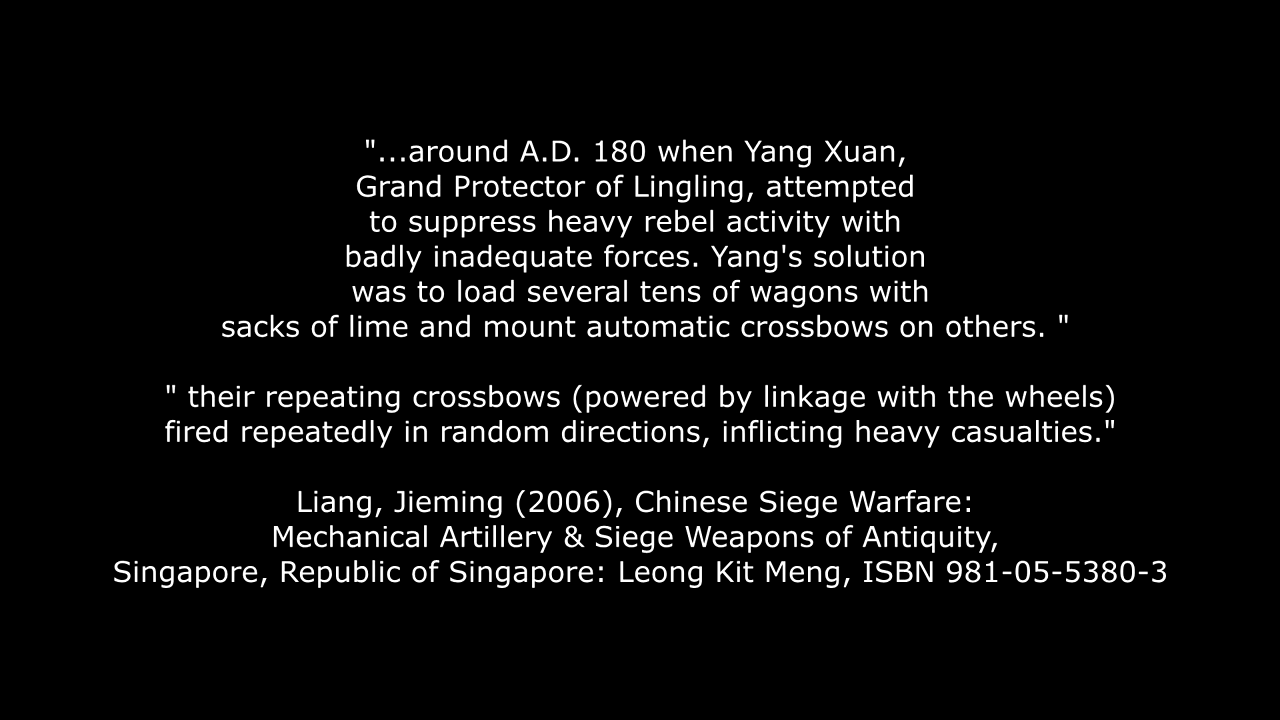 "...around A.D. 180 when Yang Xuan,
Grand Protector of Lingling, attempted
to suppress heavy rebel activity with
badly inadequate forces. Yang's solution
was to load several tens of wagons with
sacks of lime and mount automatic crossbows on others. "
" their repeating crossbows (powered by linkage with the wheels)
fired repeatedly in random directions, inflicting heavy casualties."
Liang, Jieming (2006), Chinese Siege Warfare:
Mechanical Artillery & Siege Weapons of Antiquity,
Singapore, Republic of Singapore: Leong Kit Meng, ISBN 981-05-5380-3